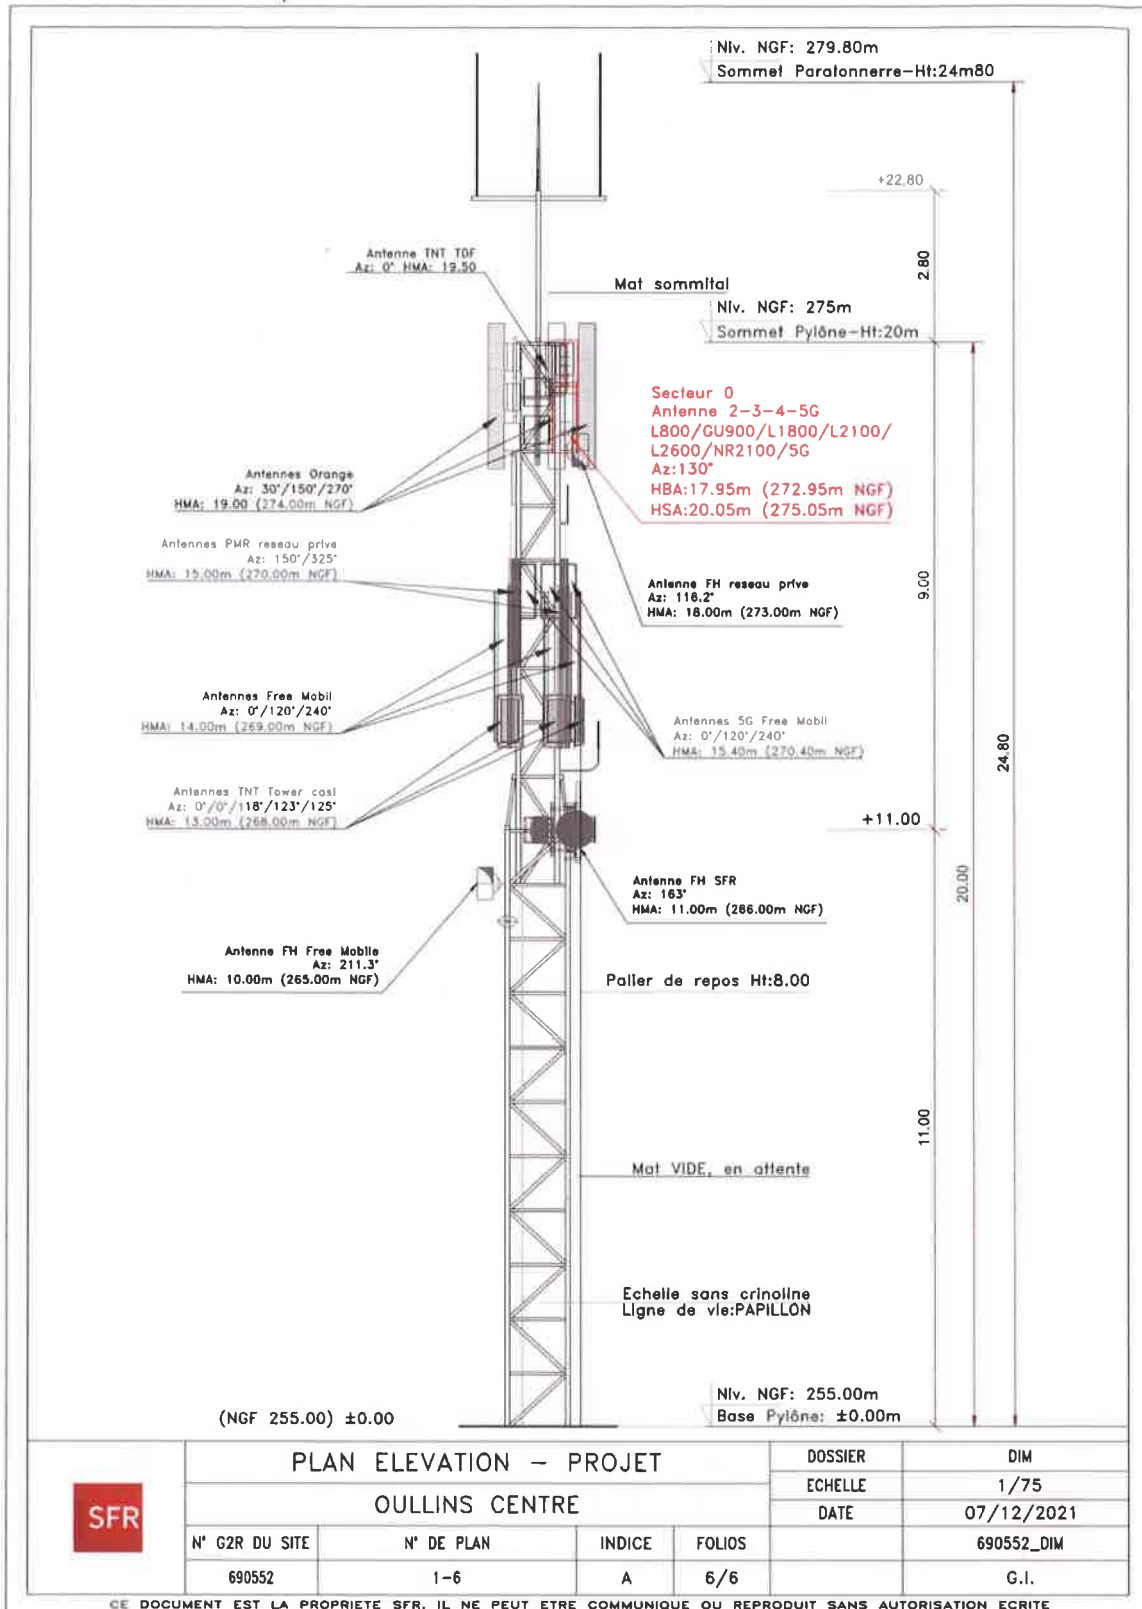 Niv. NGF: 279.80m
Sommet Paratonnerre-Ht:24m80
+22,80
Antenne TNT TDF
Az: 0° HMA: 19.50
2.80
Mat sommital
Niv. NGF: 275m
Sommet Pylône-Ht:20m
Secteur 0
Antenne 2-3-4-5G
L800/GU900/L1800/L2100/
L2600/NR2100/5G
Az:130°
HBA:17.95m (272.95m NGF)
HSA:20.05m (275.05m NGF)
Antennes Orange
Az: 30°/150°/270°
HMA: 19.00 (274.00m NGF)
Antennes PMR reseau prive
Az: 150°/325°
HMA: 15.00m (270.00m NGF)
Antenne FH reseau prive
Az: 116.2°
HMA: 18.00m (273.00m NGF)
9.00
Antennes Free Mobil
Az: 0°/120°/240°
HMA: 14.00m (269.00m NGF)
Antennes 5G Free Mobil
Az: 0°/120°/240°
HMA: 15.40m (270.40m NGF)
24.80
Antennes TNT Tower cast
Az: 0°/0°/118°/123°/125°
HMA: 13.00m (268.00m NGF)
+11.00
20.00
Antenne FH SFR
Az: 163°
HMA: 11.00m (266.00m NGF)
Antenne FH Free Mobile
Az: 211.3°
HMA: 10.00m (265.00m NGF)
Palier de repos Ht:8.00
11.00
Mat VIDE, en attente
Echelle sans crinoline
Ligne de vie:PAPILLON
Niv. NGF: 255.00m
Base Pylône: ±0.00m
(NGF 255.00) ±0.00
SFR
PLAN ELEVATION - PROJET
OULLINS CENTRE
DOSSIER DIM
ECHELLE 1/75
DATE 07/12/2021
N° G2R DU SITE N° DE PLAN INDICE FOLIOS 690552_DIM
690552 1-6 A 6/6 G.I.
CE DOCUMENT EST LA PROPRIETE SFR. IL NE PEUT ETRE COMMUNIQUE OU REPRODUIT SANS AUTORISATION ECRITE